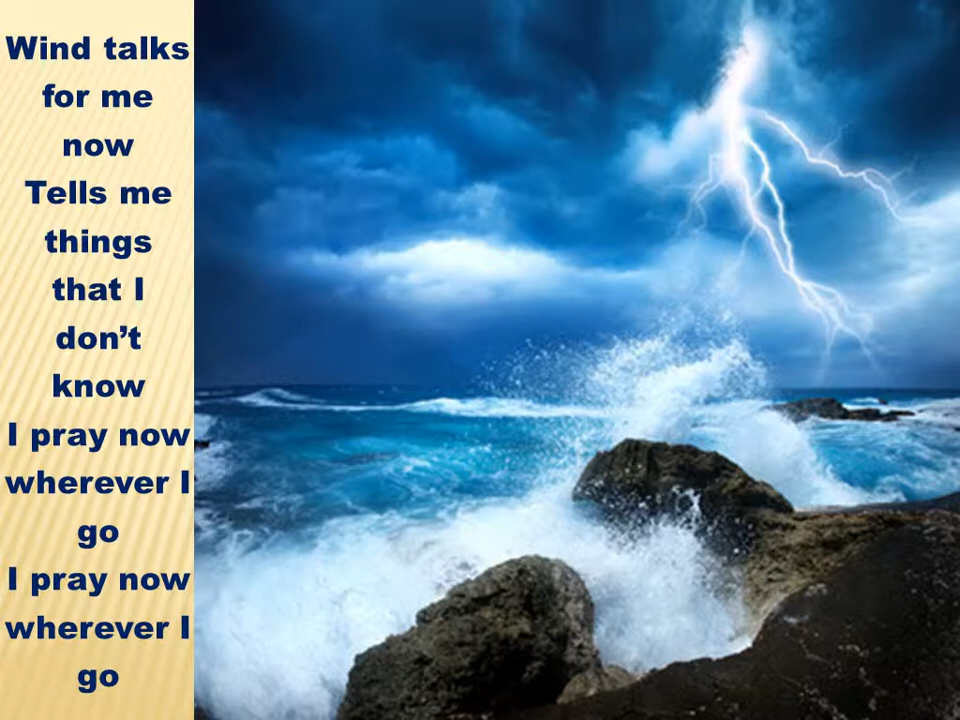 Wind talks
for me
now
Tells me
things
that I
don’t
know
I pray now
wherever I
go
I pray now
wherever I
go